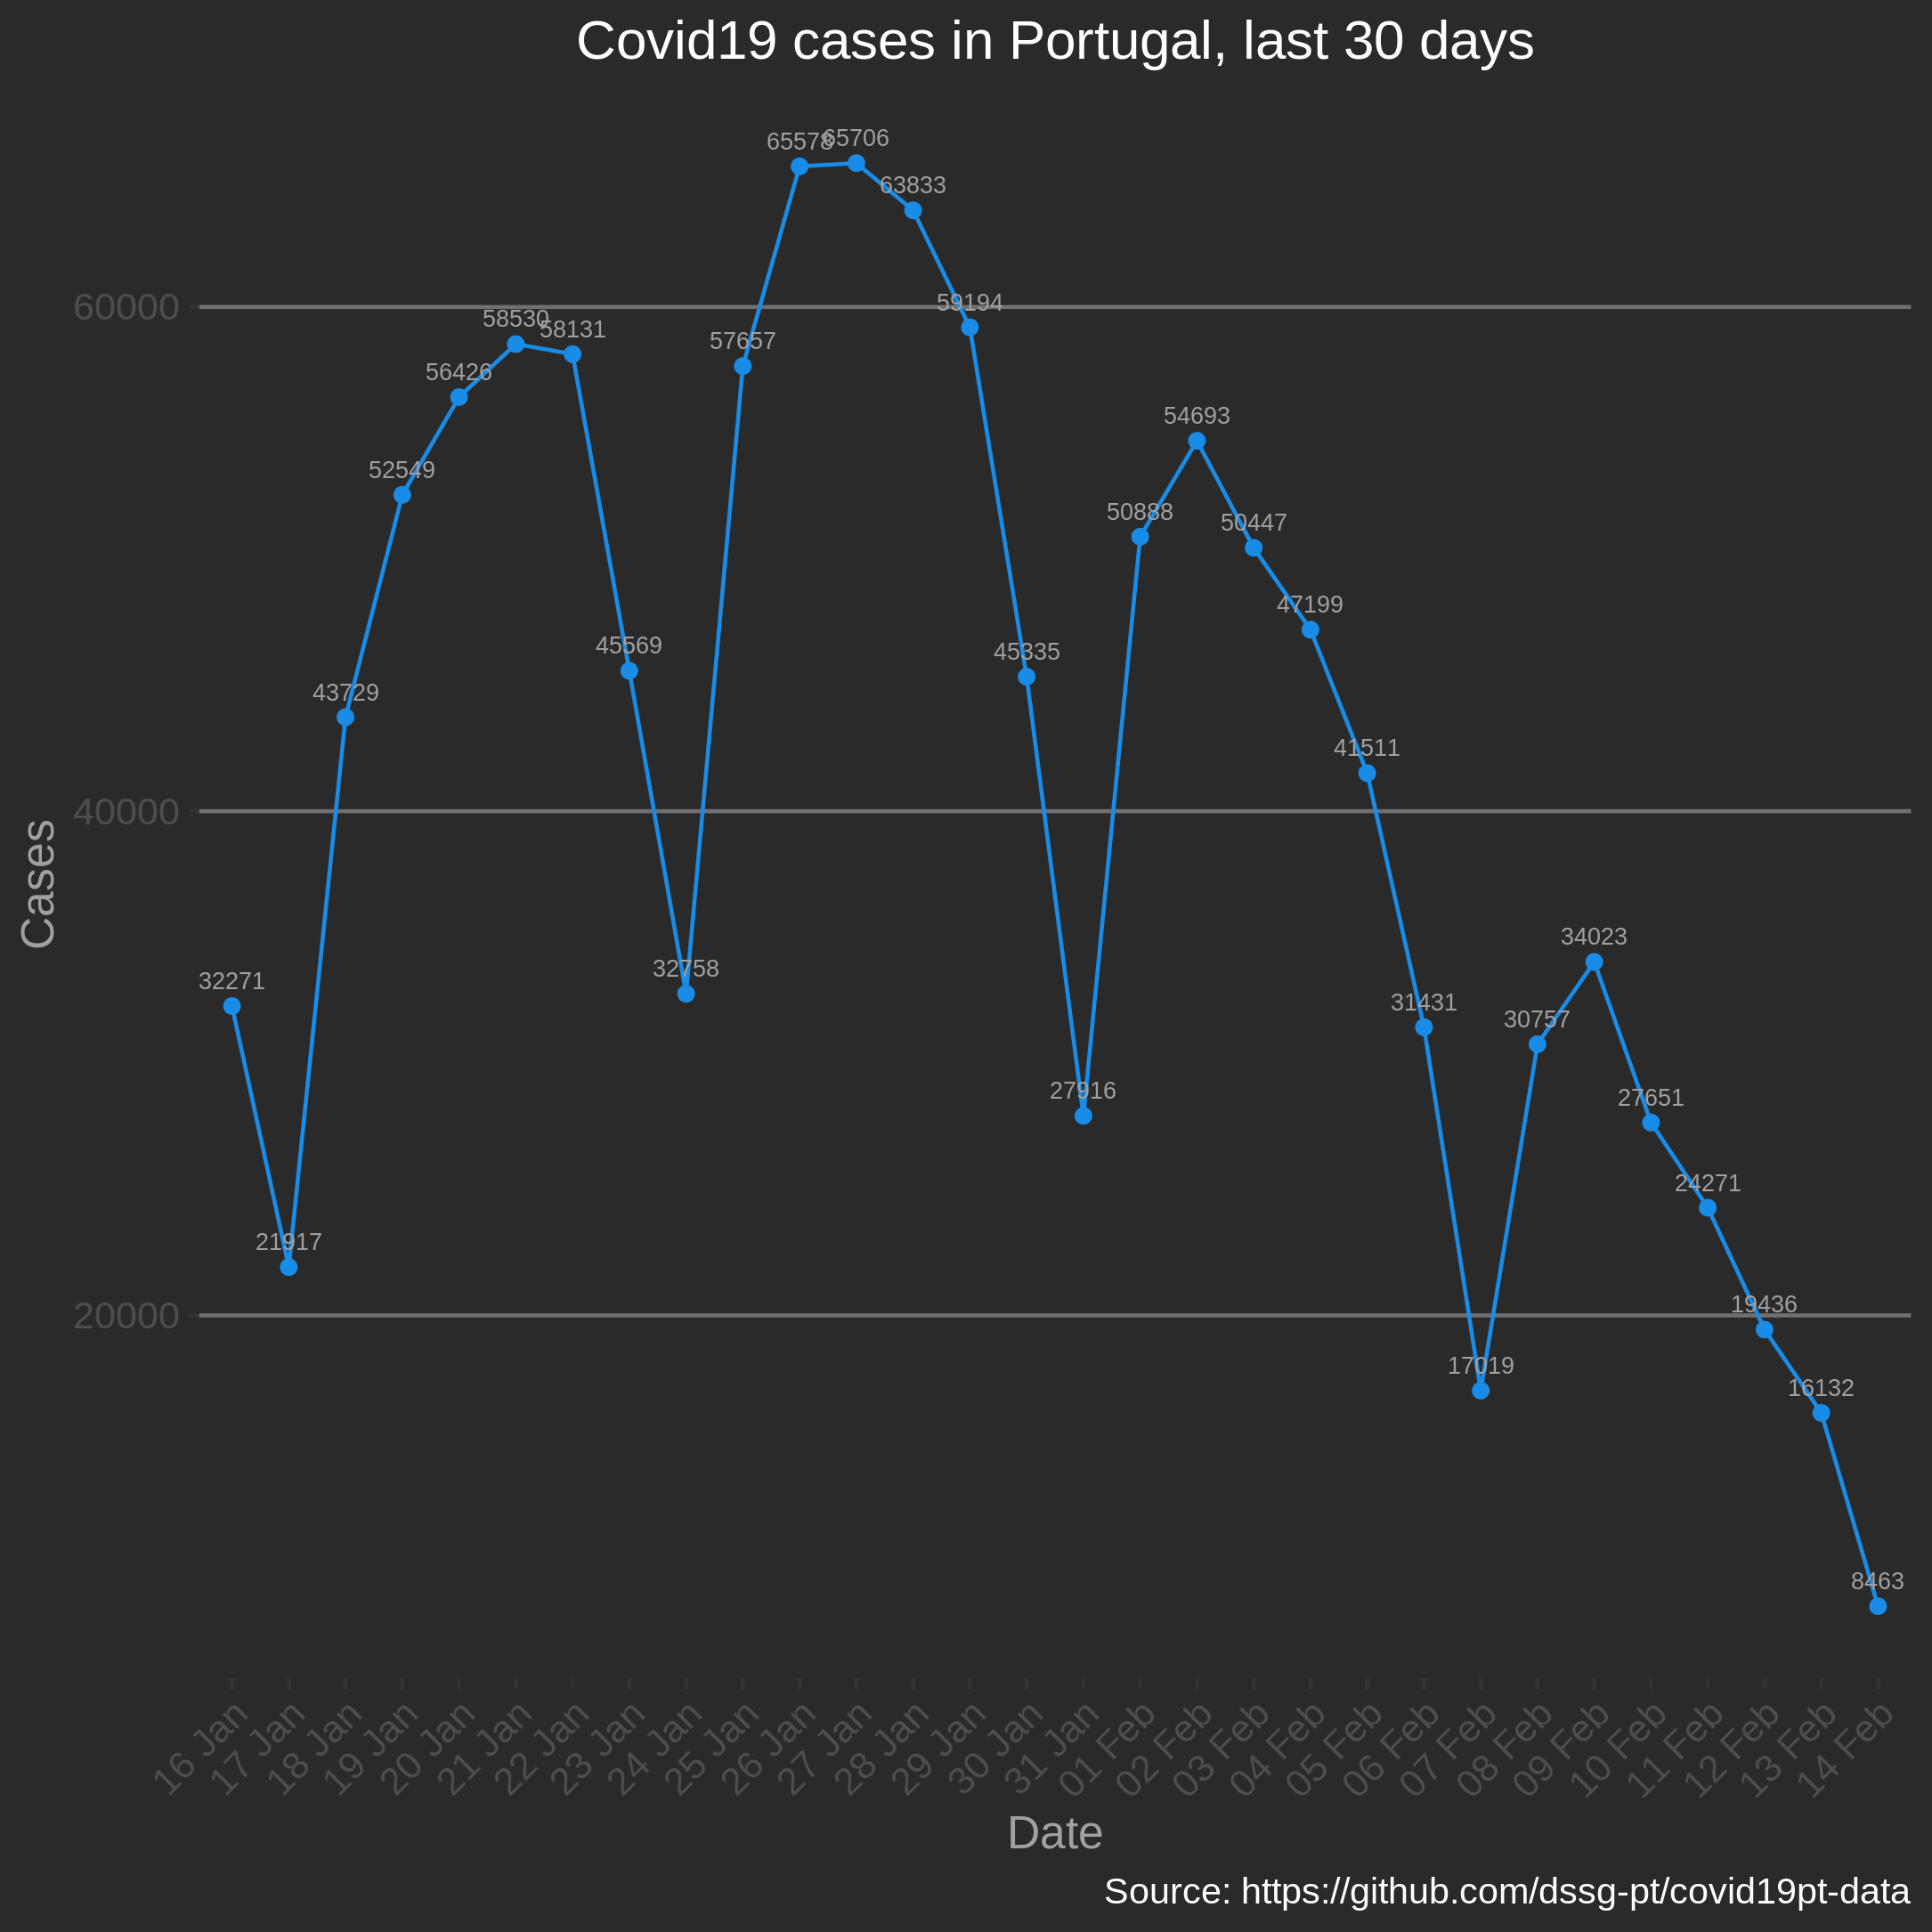 Covid19 cases in Portugal, last 30 days
65578
65706
63833
60000
59194
58530
58131
57657
56426
54693
52549
50888
50447
47199
45569
45335
43729
41511
40000
Cases
34023
32271
32758
31431
30757
27916
27651
24271
21917
20000
19436
17019
16132
8463
16 Jan
17 Jan
18 Jan
19 Jan
20 Jan
21 Jan
22 Jan
23 Jan
24 Jan
25 Jan
26 Jan
27 Jan
28 Jan
29 Jan
30 Jan
31 Jan
01 Feb
02 Feb
03 Feb
04 Feb
05 Feb
06 Feb
07 Feb
08 Feb
09 Feb
10 Feb
11 Feb
12 Feb
13 Feb
14 Feb
Date
Source: https://github.com/dssg-pt/covid19pt-data